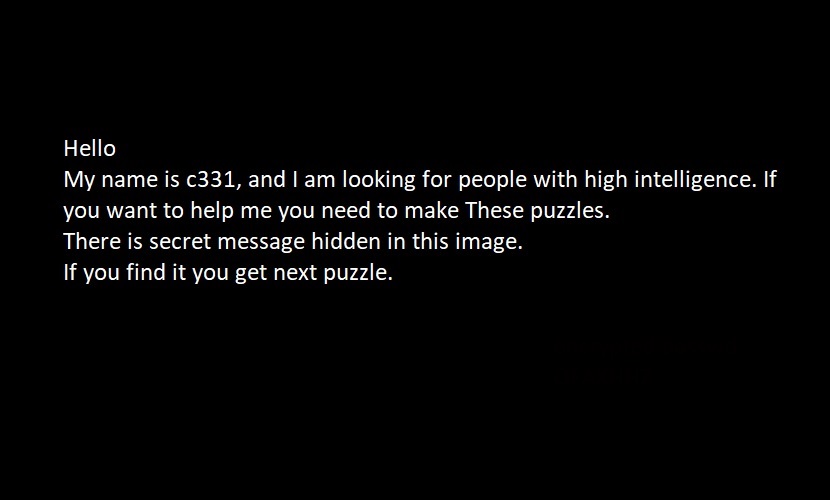 Hello
My name is c331, and I am looking for people with high intelligence. If
you want to help me you need to make These puzzles.
There is secret message hidden in this image.
If you find it you get next puzzle.